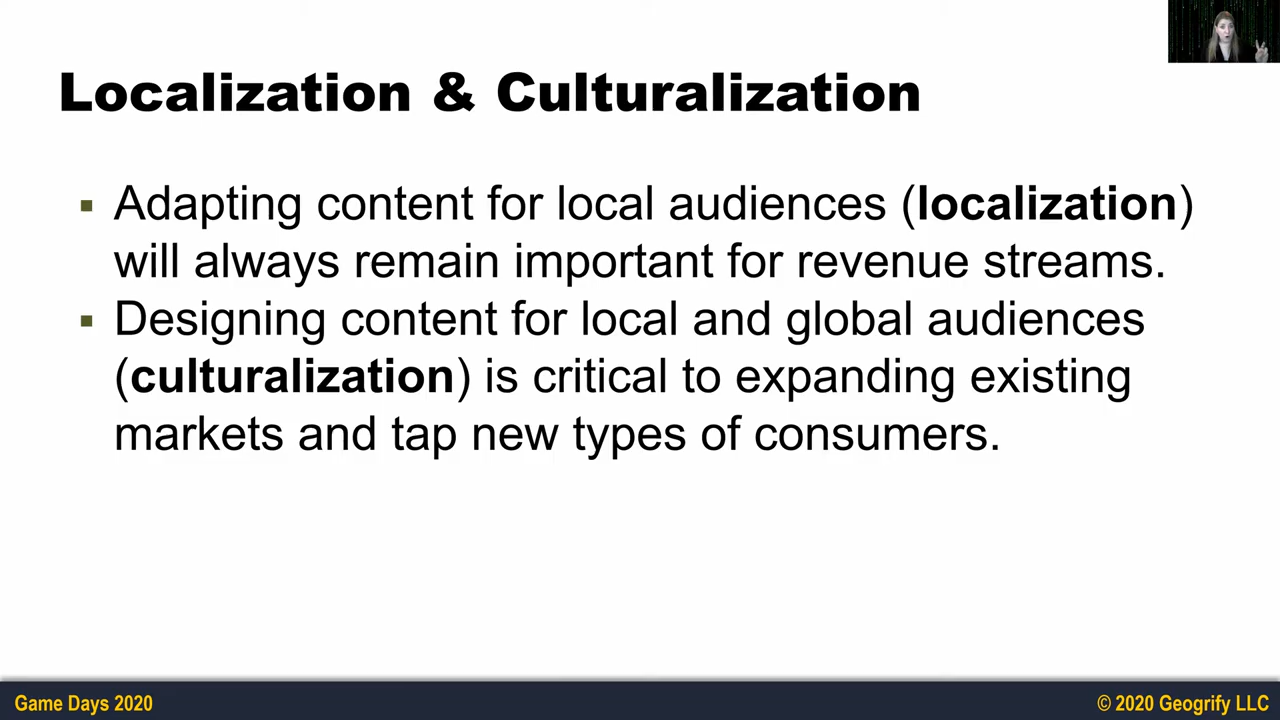 Localization & Culturalization
▪ Adapting content for local audiences (localization)
will always remain important for revenue streams.
▪ Designing content for local and global audiences
(culturalization) is critical to expanding existing
markets and tap new types of consumers.
Game Days 2020
© 2020 Geogrify LLC